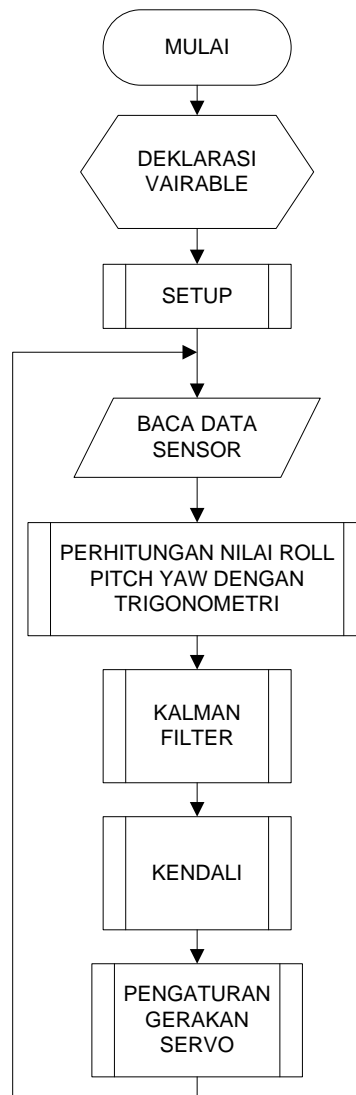 MULAI
DEKLARASI
VAIRABLE
SETUP
BACA DATA
SENSOR
PERHITUNGAN NILAI ROLL
PITCH YAW DENGAN
TRIGONOMETRI
KALMAN
FILTER
KENDALI
PENGATURAN
GERAKAN
SERVO